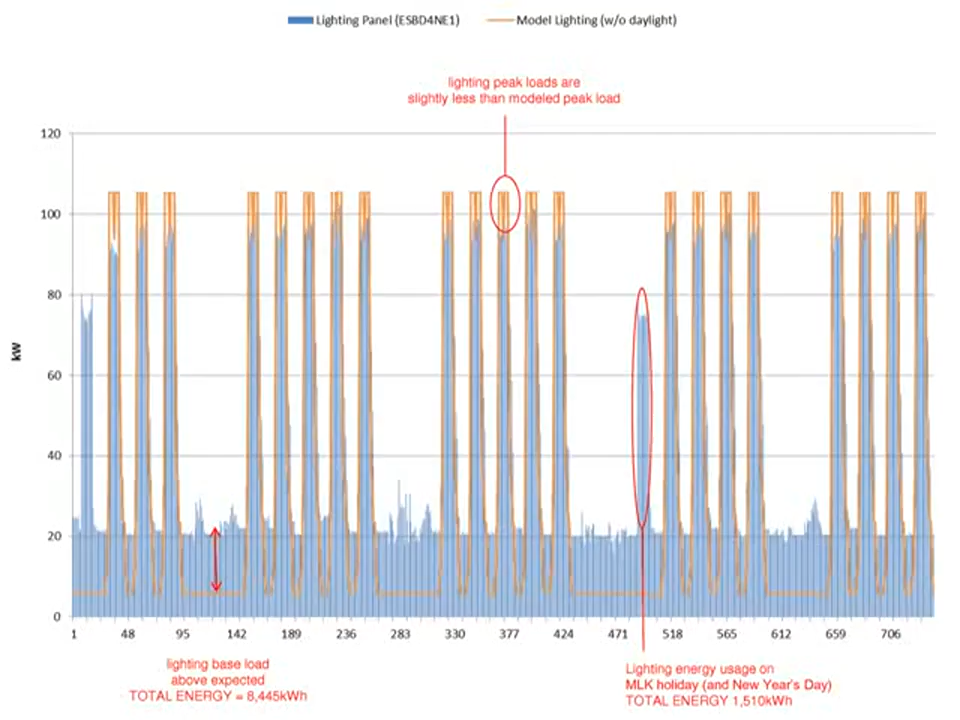 Lighting Panel (ESBD4NE1) Model Lighting (w/o daylight)
lighting peak loads are
slightly less than modeled peak load
120
100
80
60
40
20
0
kW
1 48 95 142 189 236 283 330 377 424 471 518 565 612 659 706
lighting base load
above expected
TOTAL ENERGY = 8,445kWh
Lighting energy usage on
MLK holiday (and New Year's Day)
TOTAL ENERGY 1,510kWh